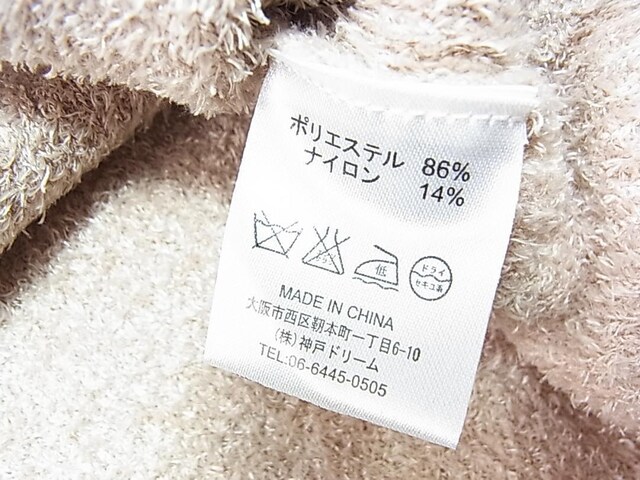 ポリエステル 86%
ナイロン 14%
低
ドライ
セキユ系
MADE IN CHINA
大阪市西区靭本町一丁目6-10
(株)神戸ドリーム
TEL:06-6445-0505